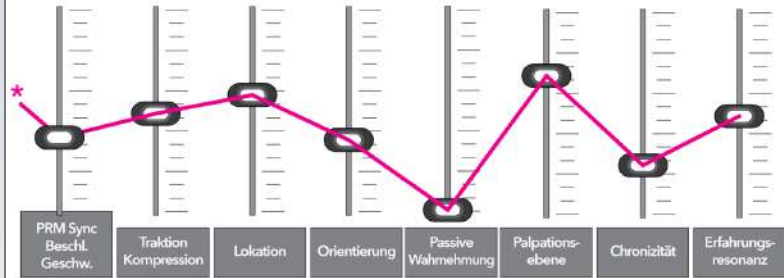 *
PRM Sync
Beschl.
Geschw.
Traktion
Kompression
Lokation
Orientierung
Passive
Wahrnehmung
Palpations-
ebene
Chronizität
Erfahrungs-
resonanz